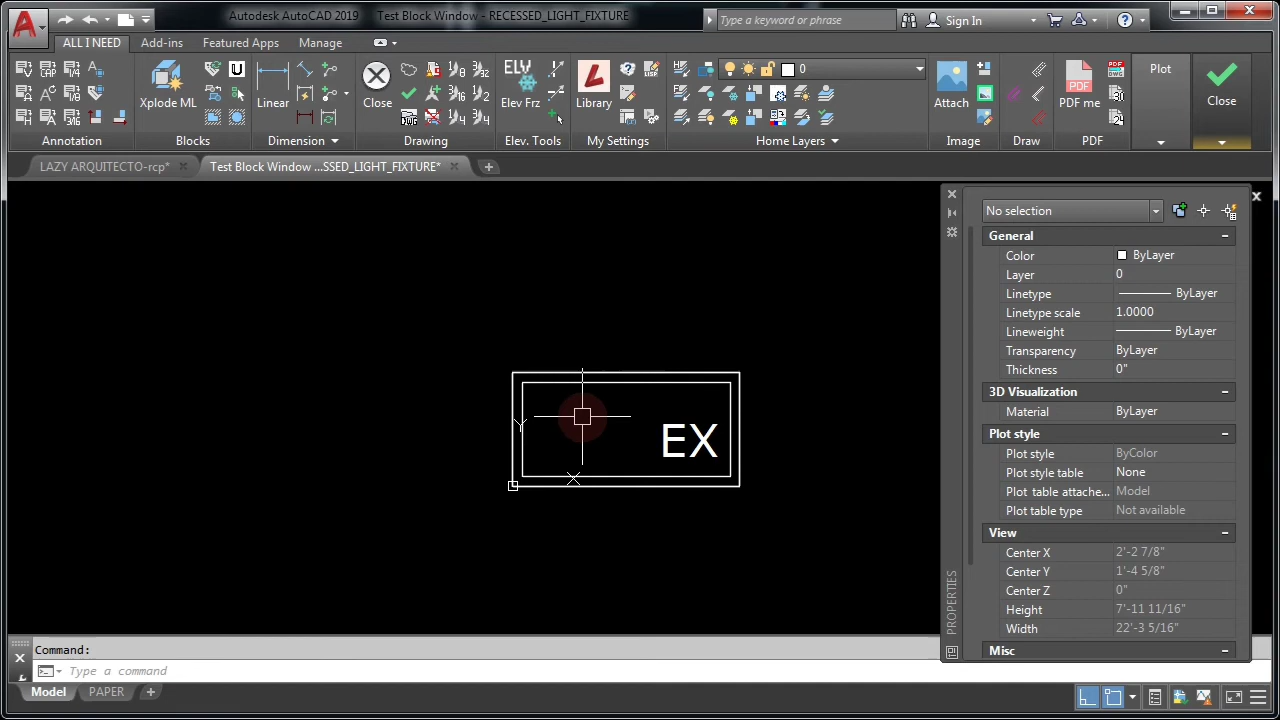 Autodesk AutoCAD 2019 Test Block Window - RECESSED_LIGHT_FIXTURE
Type a keyword or phrase
Sign In
ALL I NEED Add-ins Featured Apps Manage
Xplode ML
Linear
Close
ELV
Elev Frz
Library
0
Attach
PDF me
Plot
Close
Annotation Blocks Dimension Drawing Elev. Tools My Settings Home Layers Image Draw PDF
LAZY ARQUITECTO-rcp* Test Block Window ...SSED_LIGHT_FIXTURE*
No selection
General
Color ByLayer
Layer 0
Linetype ByLayer
Linetype scale 1.0000
Lineweight ByLayer
Transparency ByLayer
Thickness 0"
3D Visualization
Material ByLayer
Plot style
Plot style ByColor
Plot style table None
Plot table attache... Model
Plot table type Not available
View
Center X 2'-2 7/8"
Center Y 1'-4 5/8"
Center Z 0"
Height 7'-11 11/16"
Width 22'-3 5/16"
Misc
PROPERTIES
Y
EX
X
Command:
Type a command
Model PAPER